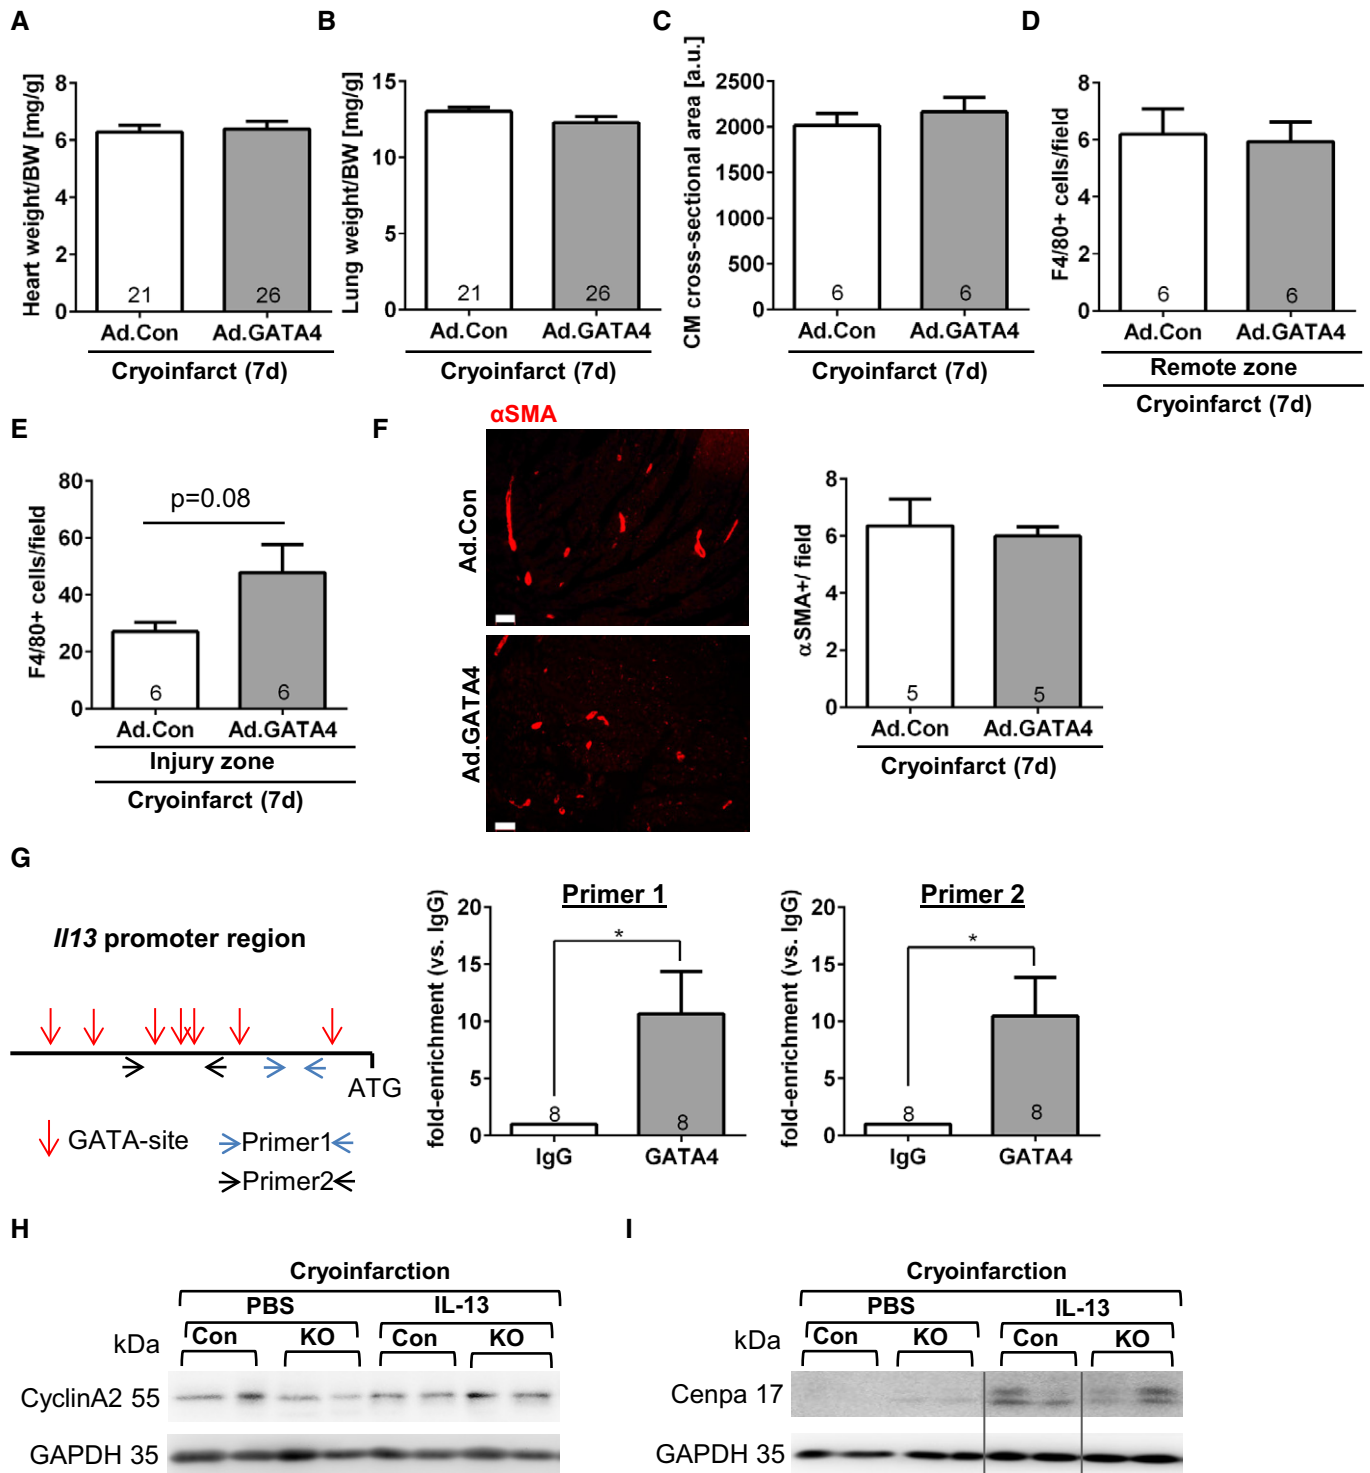 A
Heart weight/BW [mg/g]
8
6
4
2
0
21
26
Ad.Con
Ad.GATA4
Cryoinfarct (7d)
B
Lung weight/BW [mg/g]
15
10
5
0
21
26
Ad.Con
Ad.GATA4
Cryoinfarct (7d)
C
CM cross-sectional area [a.u.]
2500
2000
1500
1000
500
0
6
6
Ad.Con
Ad.GATA4
Cryoinfarct (7d)
D
F4/80+ cells/field
8
6
4
2
0
6
6
Ad.Con
Ad.GATA4
Remote zone
Cryoinfarct (7d)
E
F4/80+ cells/field
80
60
40
20
0
p=0.08
6
6
Ad.Con
Ad.GATA4
Injury zone
Cryoinfarct (7d)
F
αSMA
Ad.Con
Ad.GATA4
αSMA+/ field
8
6
4
2
0
5
5
Ad.Con
Ad.GATA4
Cryoinfarct (7d)
G
Il13 promoter region
ATG
GATA-site
Primer1
Primer2
Primer 1
fold-enrichment (vs. IgG)
20
15
10
5
0
*
8
8
IgG
GATA4
Primer 2
fold-enrichment (vs. IgG)
20
15
10
5
0
*
8
8
IgG
GATA4
H
Cryoinfarction
PBS
IL-13
kDa
Con
KO
Con
KO
CyclinA2 55
GAPDH 35
I
Cryoinfarction
PBS
IL-13
kDa
Con
KO
Con
KO
Cenpa 17
GAPDH 35